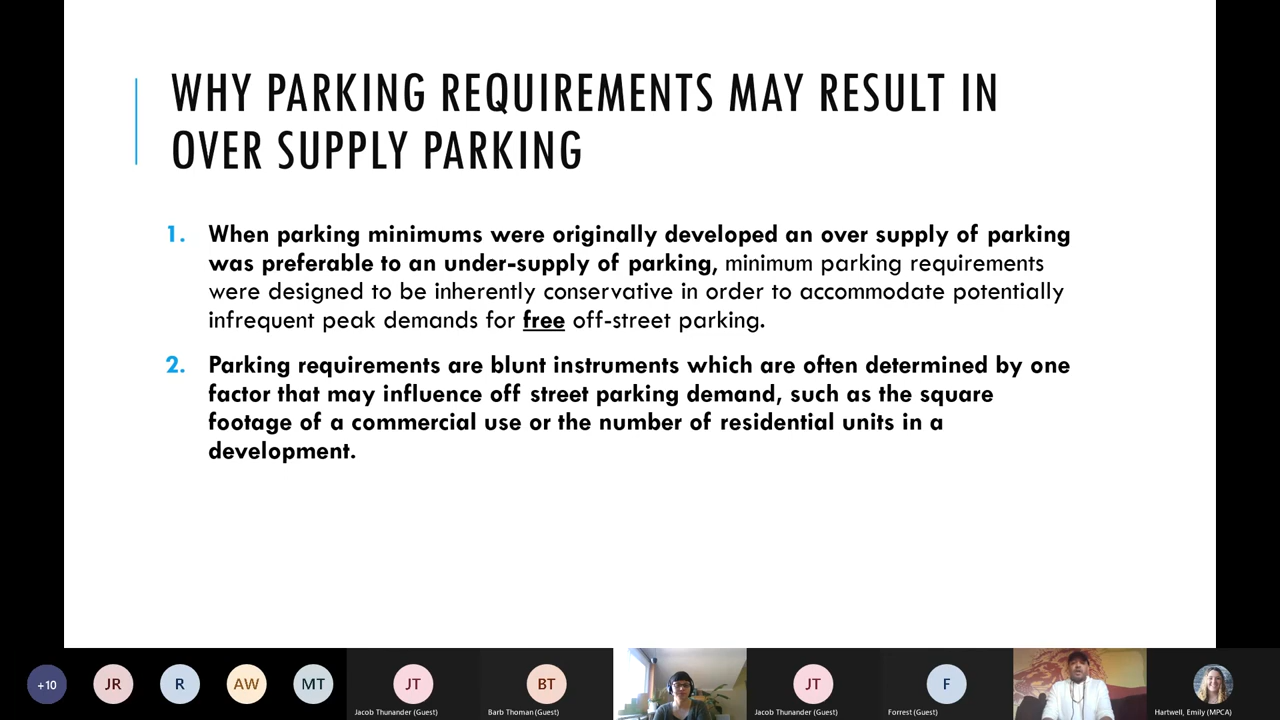 WHY PARKING REQUIREMENTS MAY RESULT IN
OVER SUPPLY PARKING
1. When parking minimums were originally developed an over supply of parking
was preferable to an under-supply of parking, minimum parking requirements
were designed to be inherently conservative in order to accommodate potentially
infrequent peak demands for free off-street parking.
2. Parking requirements are blunt instruments which are often determined by one
factor that may influence off street parking demand, such as the square
footage of a commercial use or the number of residential units in a
development.
+10
JR
R
AW
MT
JT
BT
JT
F
Jacob Thunander (Guest)
Barb Thoman (Guest)
Jacob Thunander (Guest)
Forrest (Guest)
Hartwell, Emily (MPCA)